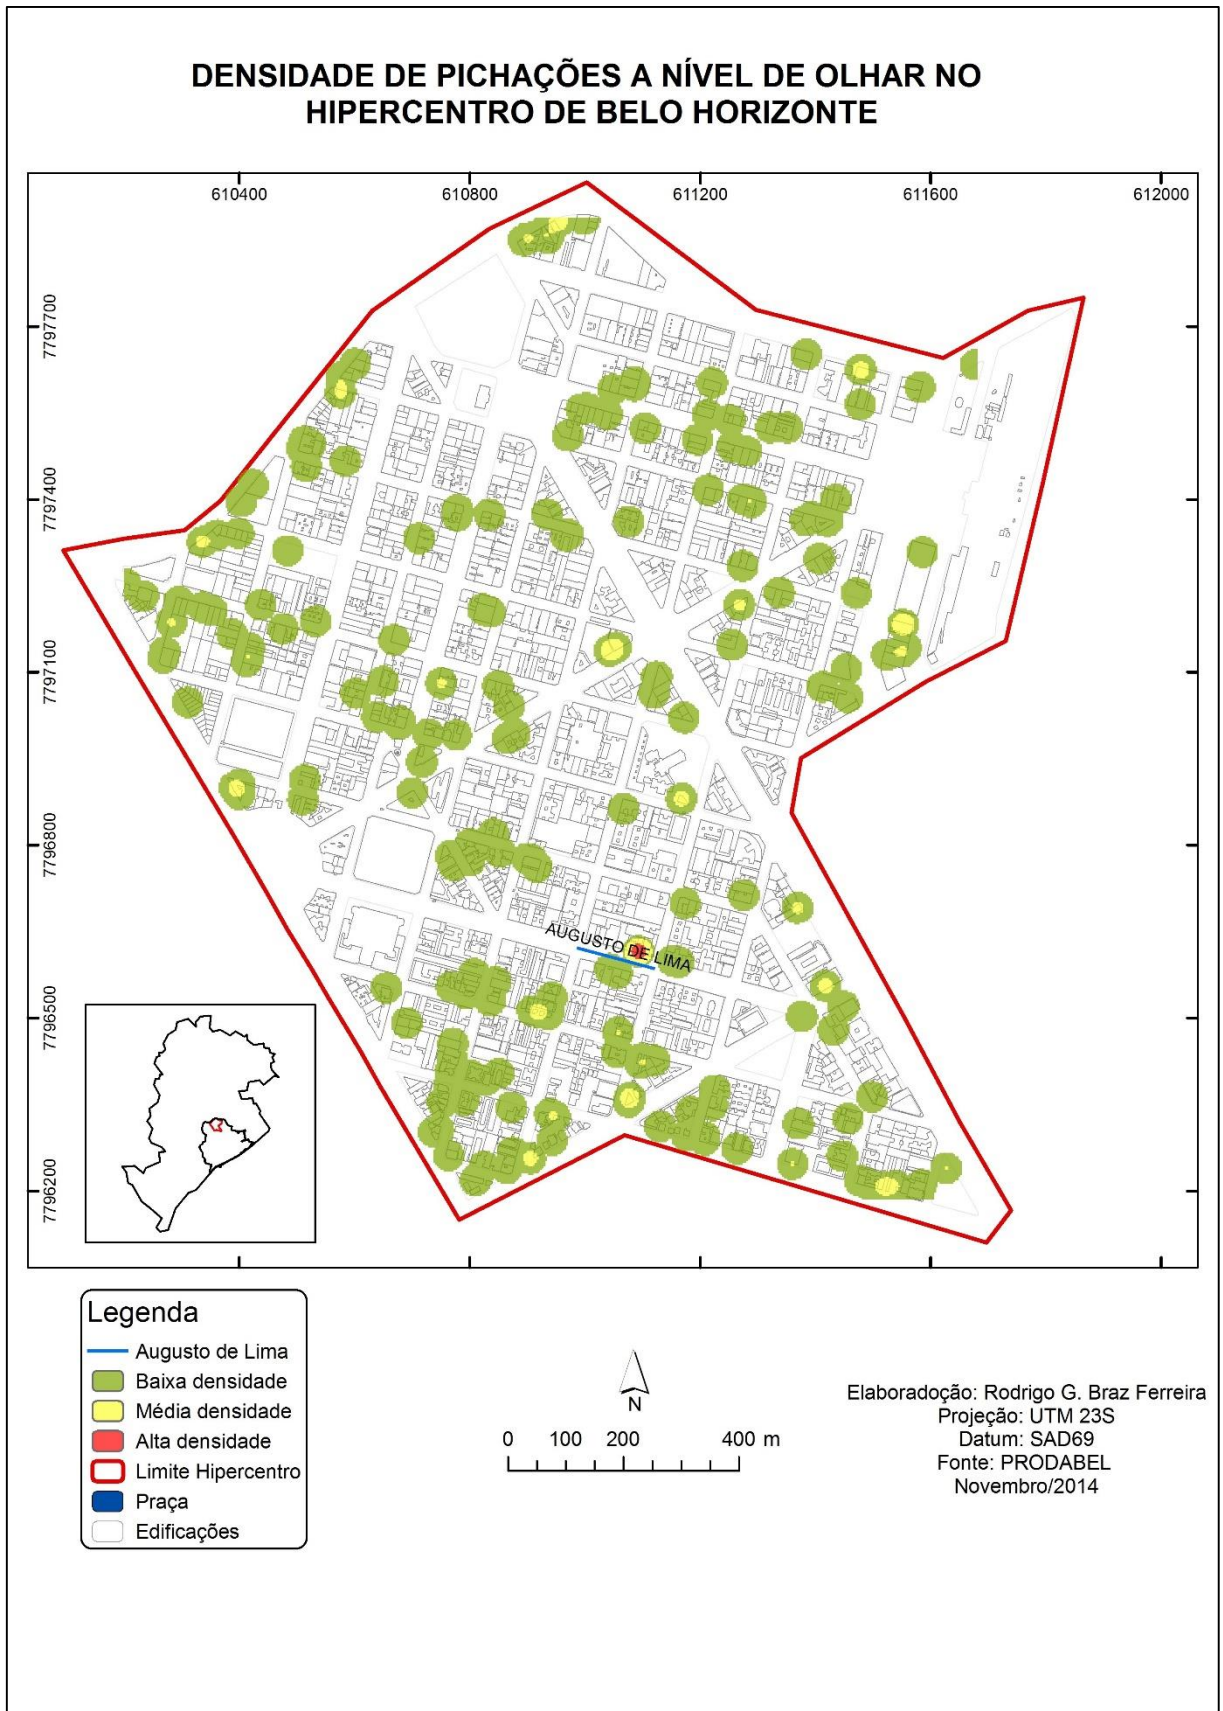 DENSIDADE DE PICHAÇÕES A NÍVEL DE OLHAR NO
HIPERCENTRO DE BELO HORIZONTE
610400
610800
611200
611600
612000
7797700
7797400
7797100
7796800
7796500
7796200
AUGUSTO DE LIMA
Legenda
Augusto de Lima
Baixa densidade
Média densidade
Alta densidade
Limite Hipercentro
Praça
Edificações
N
0 100 200 400 m
Elaboradoção: Rodrigo G. Braz Ferreira
Projeção: UTM 23S
Datum: SAD69
Fonte: PRODABEL
Novembro/2014